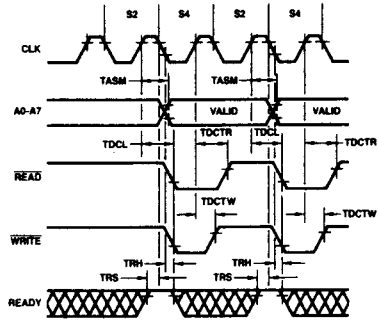 S2 S4 S2 S4
CLK
TASM TASM
A0-A7 VALID VALID
TDCL TDCTR TDCL TDCTR
READ
TDCTW TDCTW
WRITE
TRH TRH
TRS TRS
READY